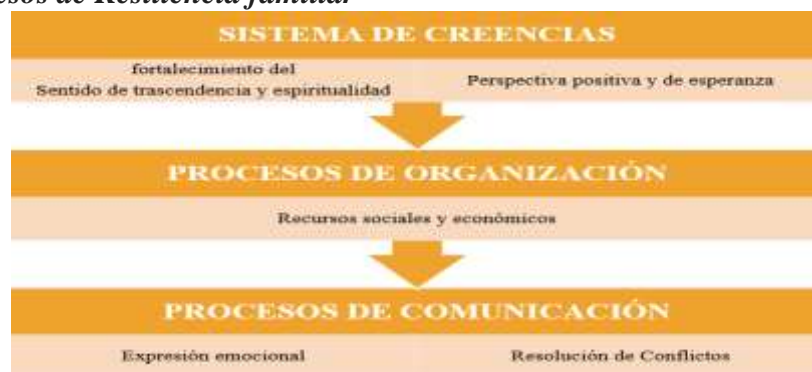 de Resiliencia familiar
SISTEMA DE CREENCIAS
fortalecimiento del
Sentido de trascendencia y espiritualidad
Perspectiva positiva y de esperanza
PROCESOS DE ORGANIZACIÓN
Recursos sociales y económicos
PROCESOS DE COMUNICACIÓN
Expresión emocional
Resolución de Conflictos